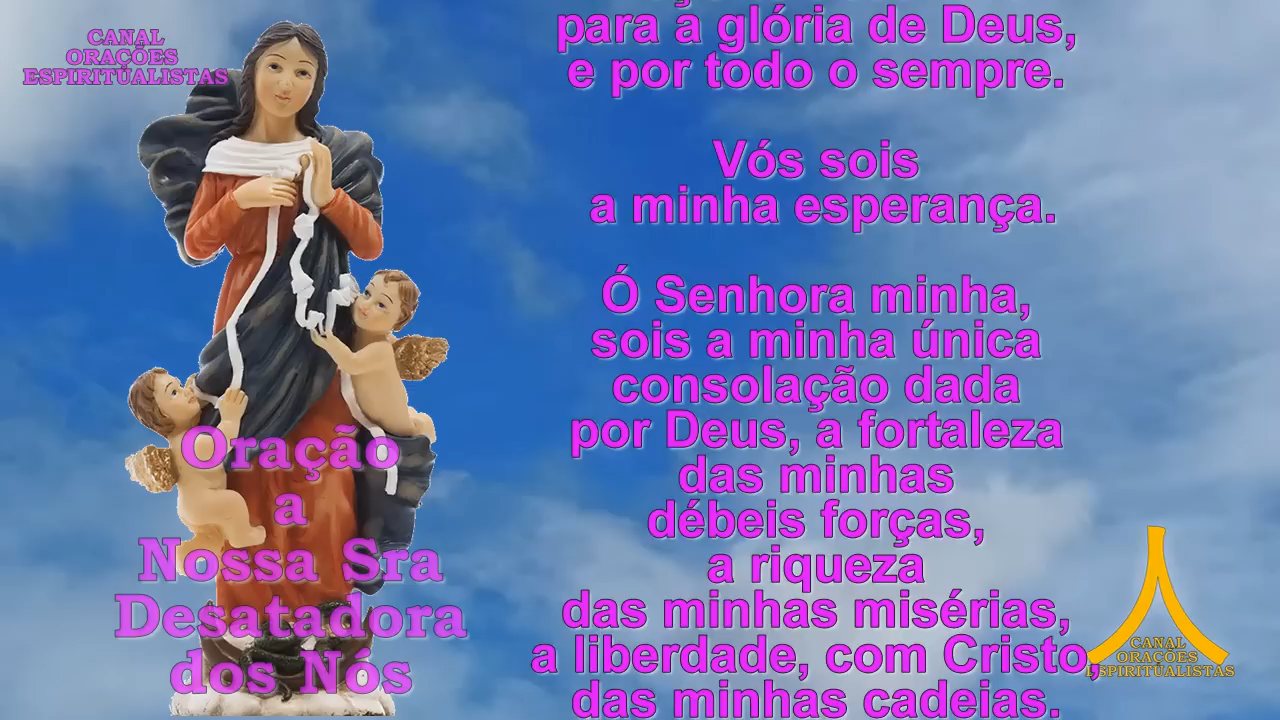 CANAL
ORAÇÕES
ESPIRITUALISTAS
para a glória de Deus,
e por todo o sempre.
Vós sois
a minha esperança.
Ó Senhora minha,
sois a minha única
consolação dada
por Deus, a fortaleza
das minhas
débeis forças,
a riqueza
das minhas misérias,
a liberdade, com Cristo,
das minhas cadeias.
Oração
a
Nossa Sra
Desatadora
dos Nós
CANAL
ORAÇÕES
ESPIRITUALISTAS